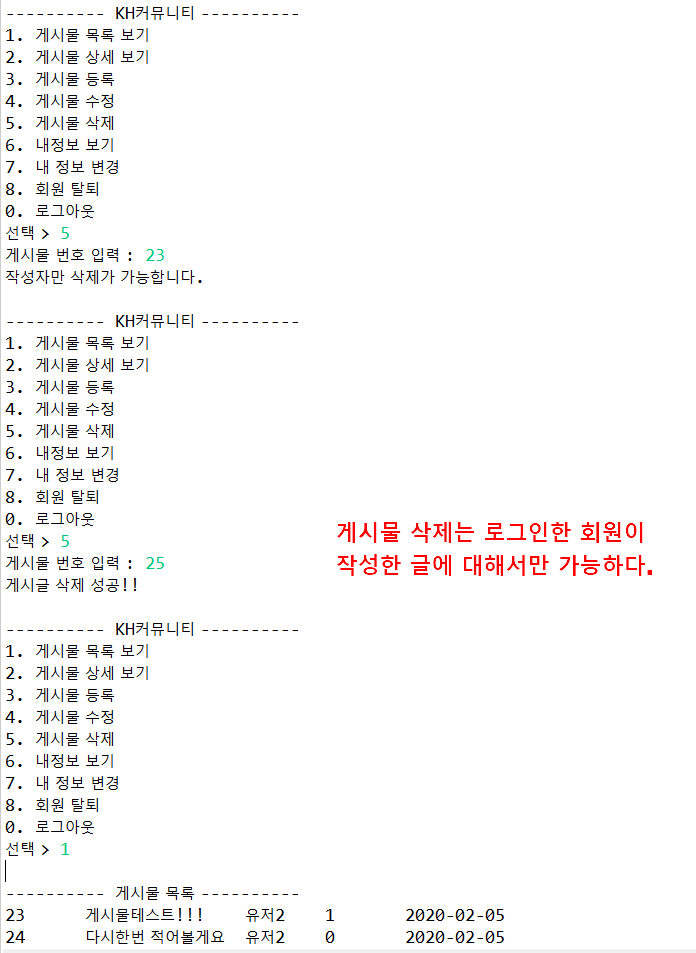 ---------- KH커뮤니티 ----------
1. 게시물 목록 보기
2. 게시물 상세 보기
3. 게시물 등록
4. 게시물 수정
5. 게시물 삭제
6. 내정보 보기
7. 내 정보 변경
8. 회원 탈퇴
0. 로그아웃
선택 > 5
게시물 번호 입력 : 23
작성자만 삭제가 가능합니다.
---------- KH커뮤니티 ----------
1. 게시물 목록 보기
2. 게시물 상세 보기
3. 게시물 등록
4. 게시물 수정
5. 게시물 삭제
6. 내정보 보기
7. 내 정보 변경
8. 회원 탈퇴
0. 로그아웃
선택 > 5
게시물 번호 입력 : 25
게시글 삭제 성공!!
게시물 삭제는 로그인한 회원이
작성한 글에 대해서만 가능하다.
---------- KH커뮤니티 ----------
1. 게시물 목록 보기
2. 게시물 상세 보기
3. 게시물 등록
4. 게시물 수정
5. 게시물 삭제
6. 내정보 보기
7. 내 정보 변경
8. 회원 탈퇴
0. 로그아웃
선택 > 1
---------- 게시물 목록 ----------
23 게시물테스트!!! 유저2 1 2020-02-05
24 다시한번 적어볼게요 유저2 0 2020-02-05